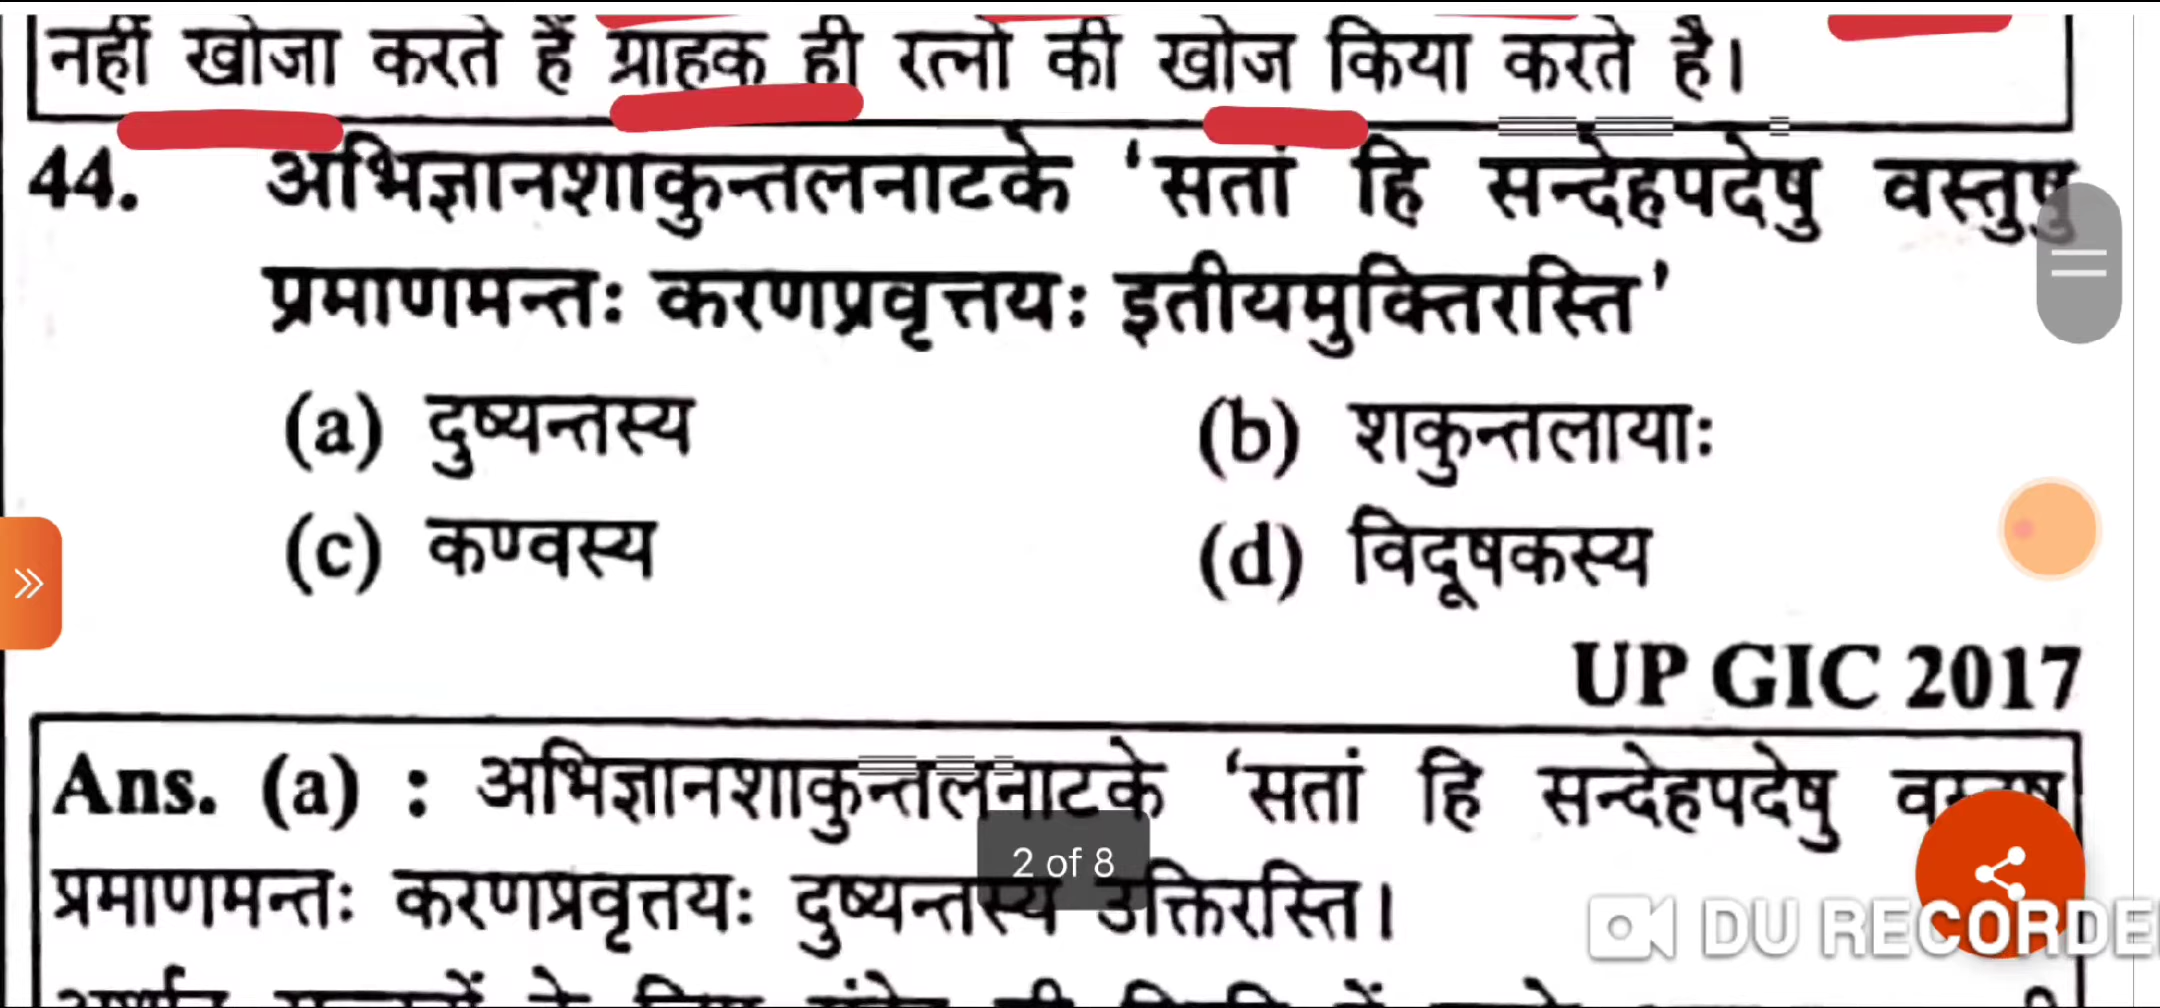 नहीं खोजा करते हैं ग्राहक ही रत्नों की खोज किया करते है।
44. अभिज्ञानशाकुन्तलनाटके 'सतां हि सन्देहपदेषु वस्तुषु
प्रमाणमन्तः करणप्रवृत्तयः इतीयमुक्तिरस्ति'
(a) दुष्यन्तस्य (b) शकुन्तलायाः
(c) कण्वस्य (d) विदूषकस्य
UP GIC 2017
Ans. (a) : अभिज्ञानशाकुन्तलनाटके 'सतां हि सन्देहपदेषु
2 of 8
प्रमाणमन्तः करणप्रवृत्तयः दुष्यन्तस्य उक्तिरस्ति।
DU RECORDE